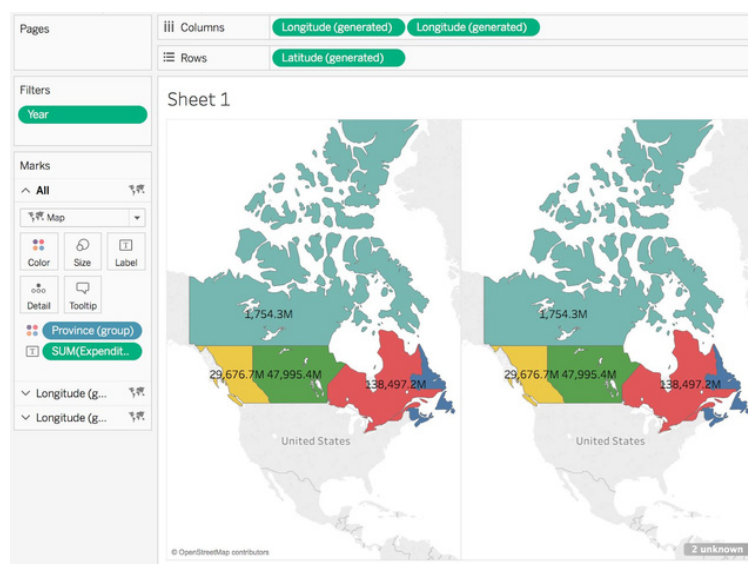 Pages
Columns
Longitude (generated) Longitude (generated)
Rows
Latitude (generated)
Filters
Year
Sheet 1
Marks
All
Map
Color Size Label
Detail Tooltip
Province (group)
SUM(Expendit..
Longitude (g...
Longitude (g...
1,754.3M
29,676.7M 47,995.4M
138,497.2M
United States
© OpenStreetMap contributors
1,754.3M
29,676.7M 47,995.4M
138,497.2M
United States
2 unknown